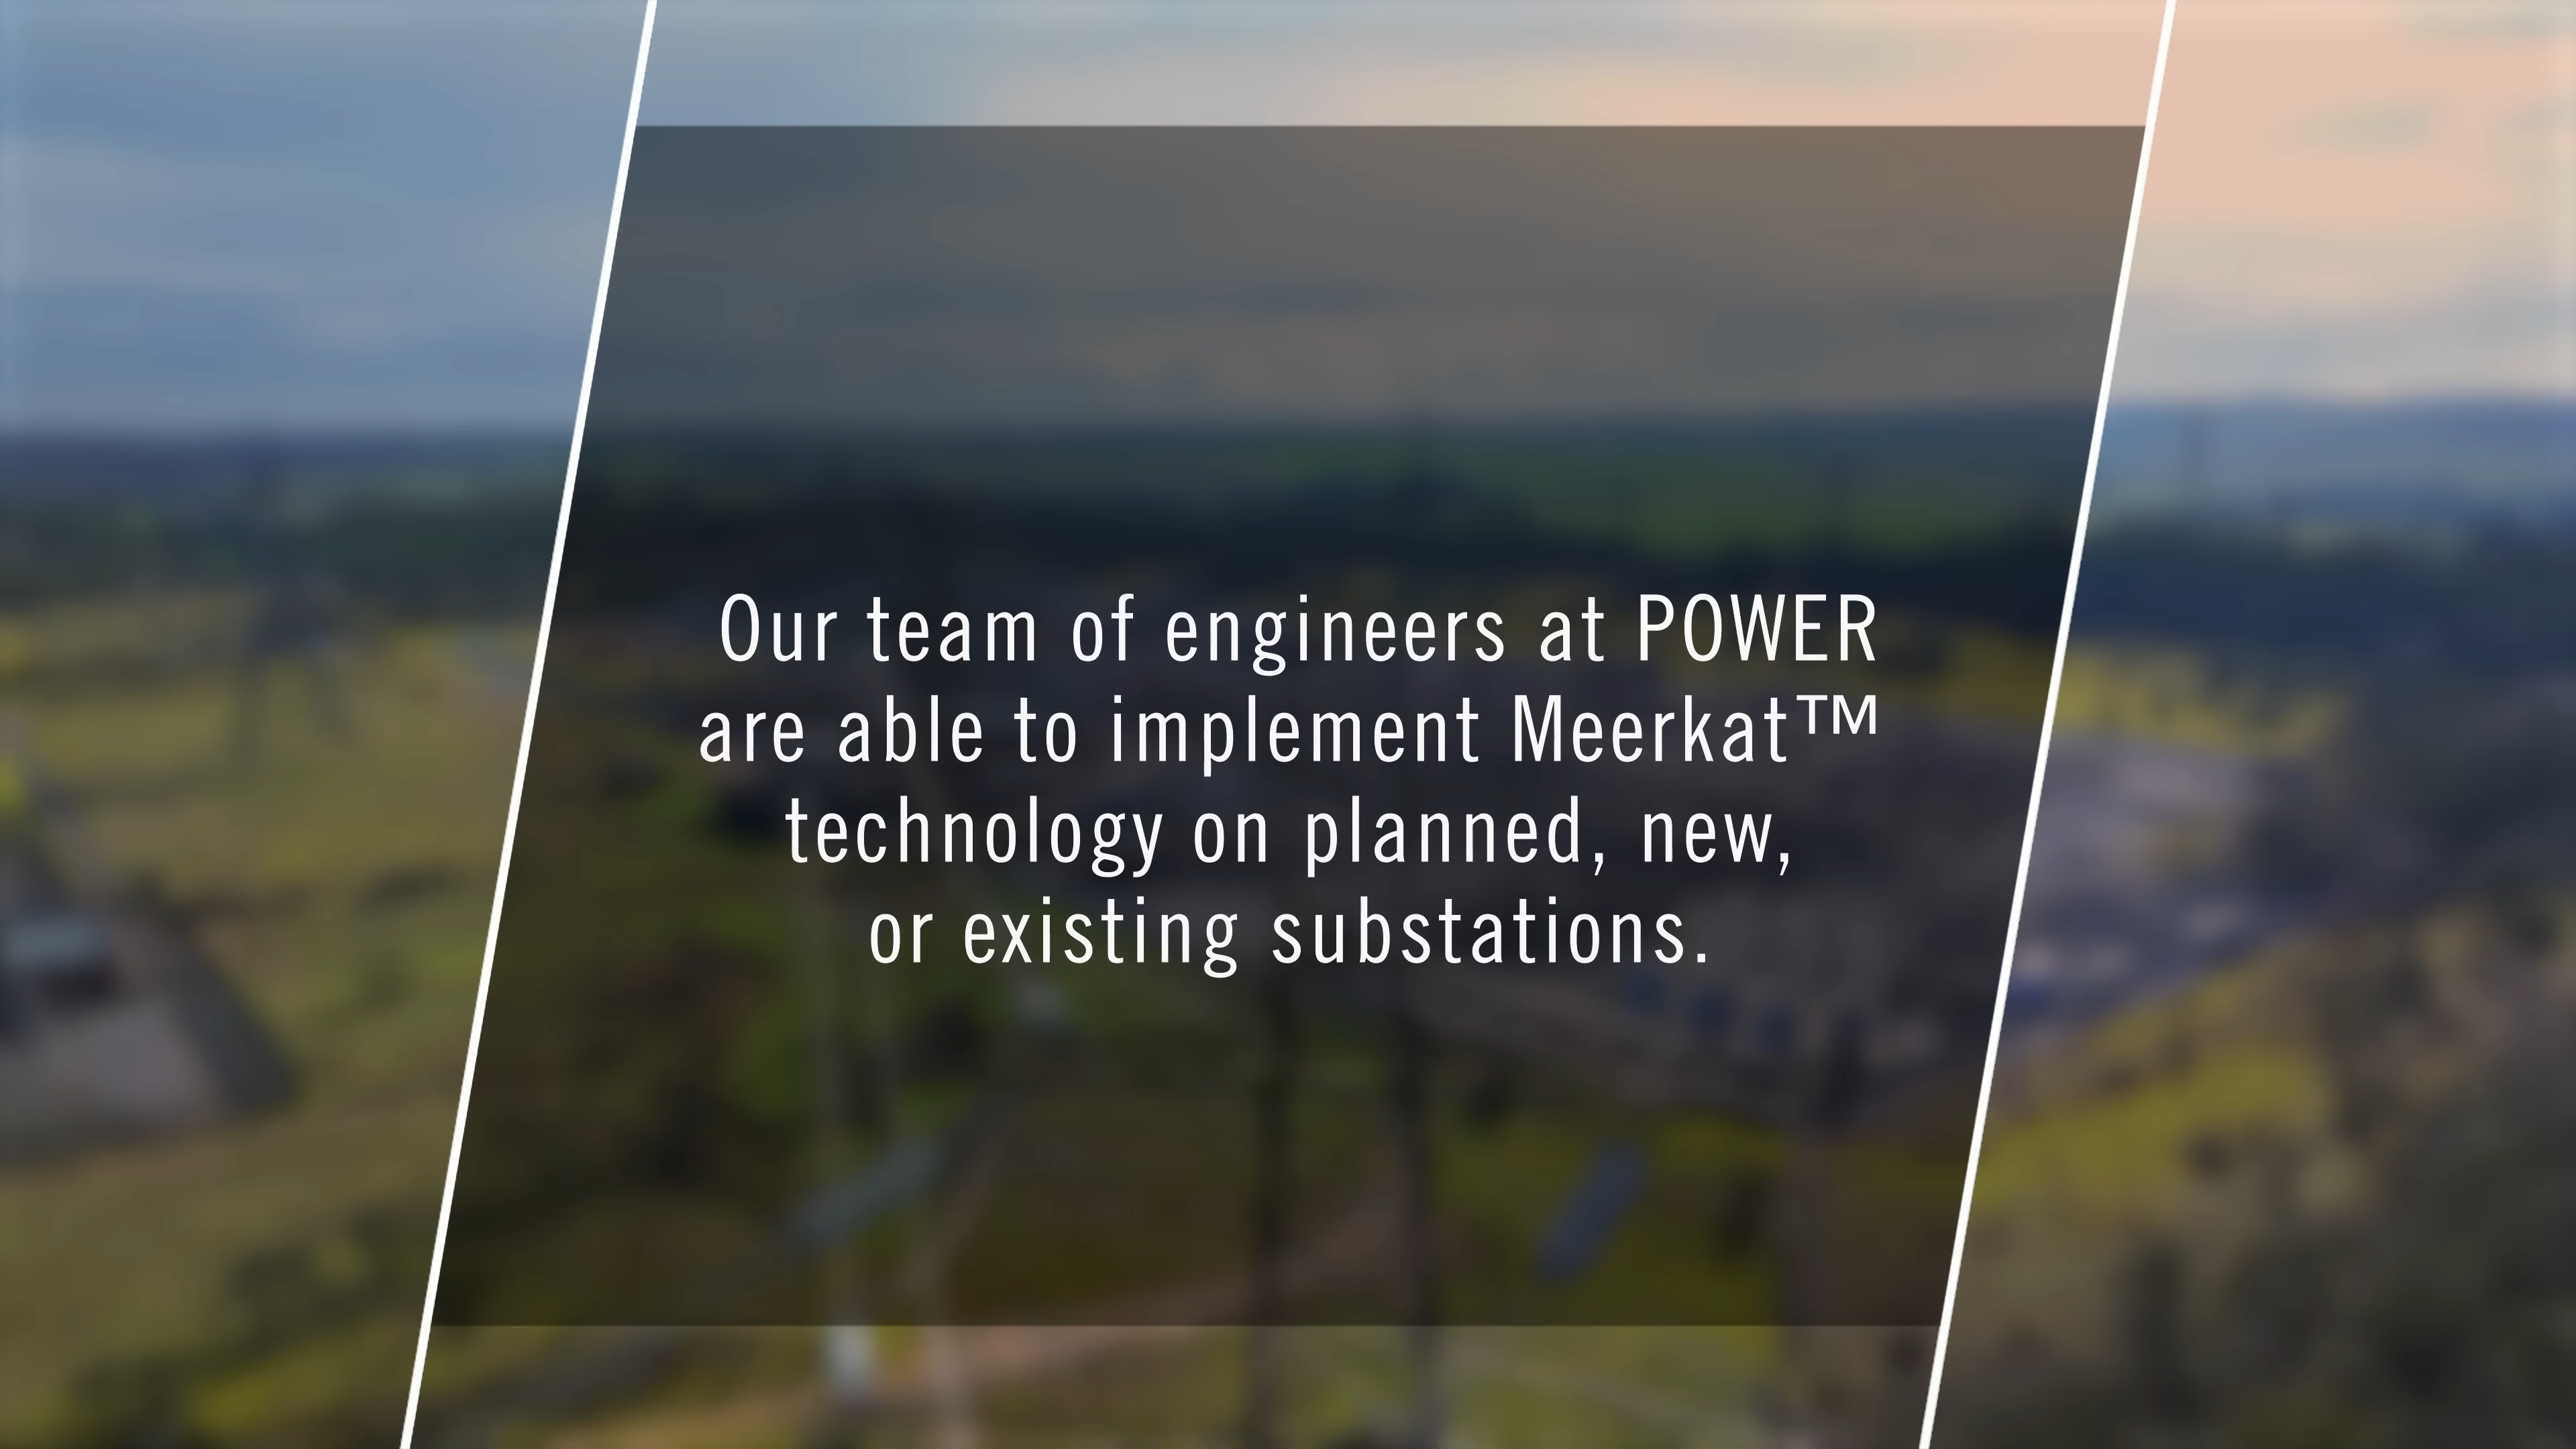 Our team of engineers at POWER
are able to implement Meerkat™
technology on planned, new,
or existing substations.